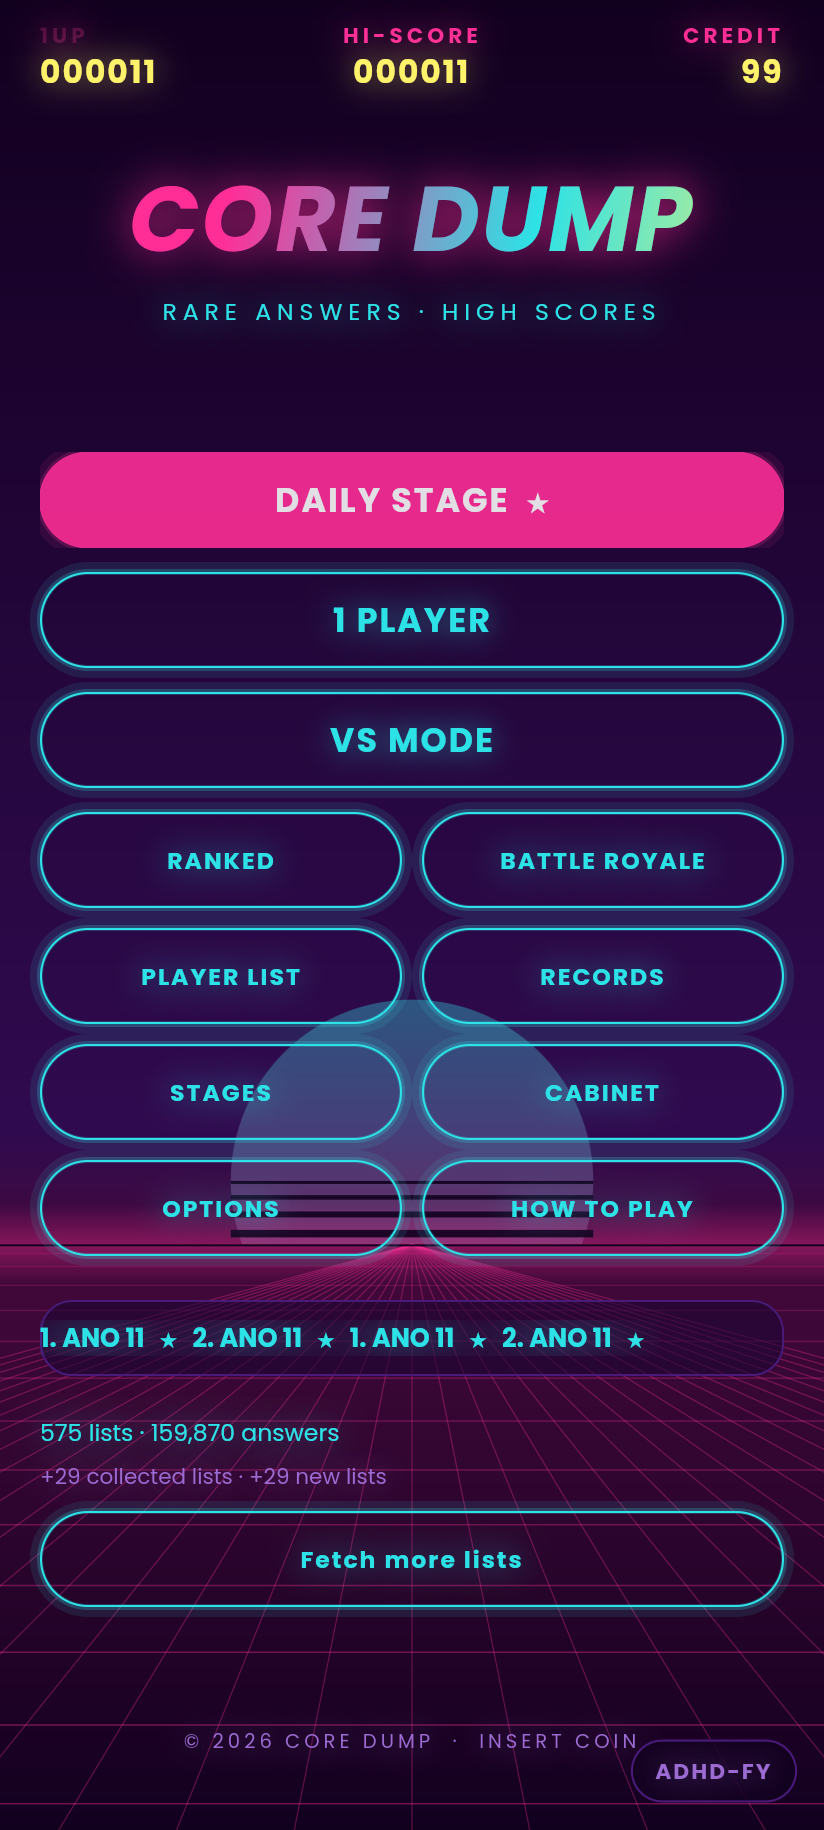 1UP HI-SCORE CREDIT
000011 000011 99
CORE DUMP
RARE ANSWERS · HIGH SCORES
DAILY STAGE ★
1 PLAYER
VS MODE
RANKED BATTLE ROYALE
PLAYER LIST RECORDS
STAGES CABINET
OPTIONS HOW TO PLAY
1. ANO 11 ★ 2. ANO 11 ★ 1. ANO 11 ★ 2. ANO 11 ★
575 lists · 159,870 answers
+29 collected lists · +29 new lists
Fetch more lists
© 2026 CORE DUMP · INSERT COIN
ADHD-FY